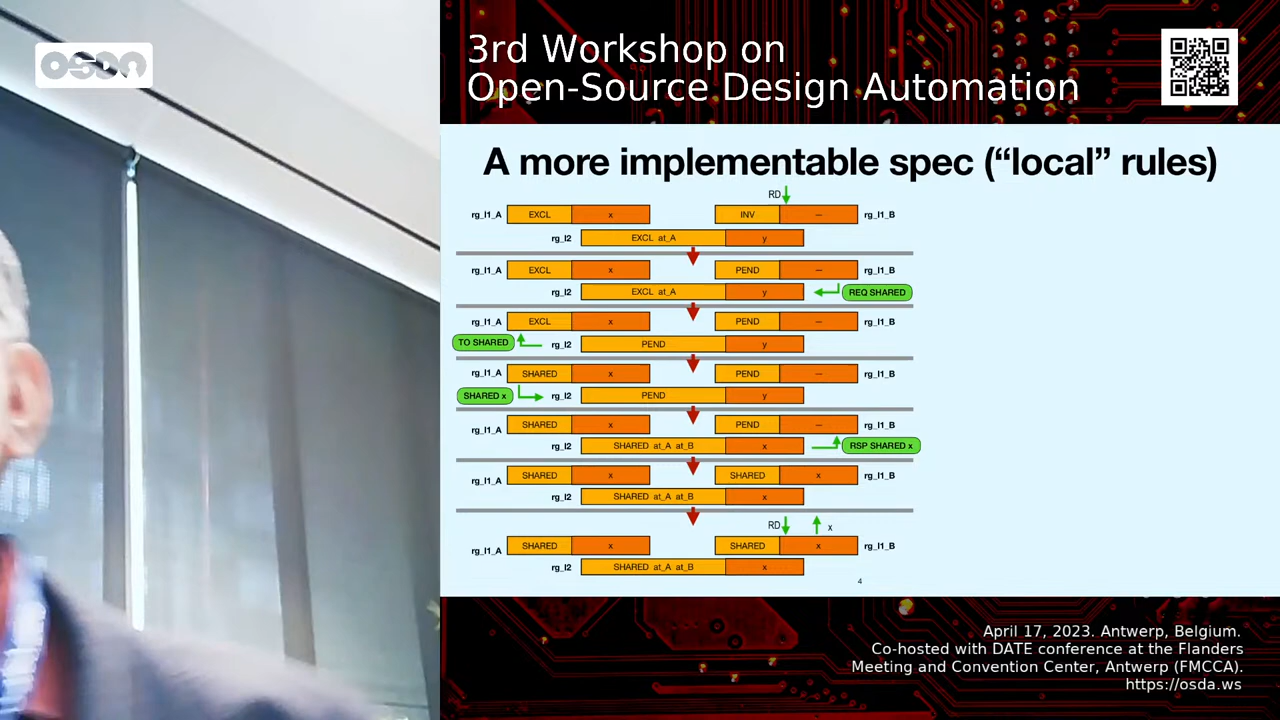 OSDA
3rd Workshop on
Open-Source Design Automation
A more implementable spec (“local” rules)
RD
rg_l1_A EXCL x INV — rg_l1_B
rg_l2 EXCL at_A y
rg_l1_A EXCL x PEND — rg_l1_B
rg_l2 EXCL at_A y REQ SHARED
rg_l1_A EXCL x PEND — rg_l1_B
TO SHARED rg_l2 PEND y
rg_l1_A SHARED x PEND — rg_l1_B
SHARED x rg_l2 PEND y
rg_l1_A SHARED x PEND — rg_l1_B
rg_l2 SHARED at_A at_B x RSP SHARED x
rg_l1_A SHARED x SHARED x rg_l1_B
rg_l2 SHARED at_A at_B x
RD x
rg_l1_A SHARED x SHARED x rg_l1_B
rg_l2 SHARED at_A at_B x
4
April 17, 2023. Antwerp, Belgium.
Co-hosted with DATE conference at the Flanders
Meeting and Convention Center, Antwerp (FMCCA).
https://osda.ws